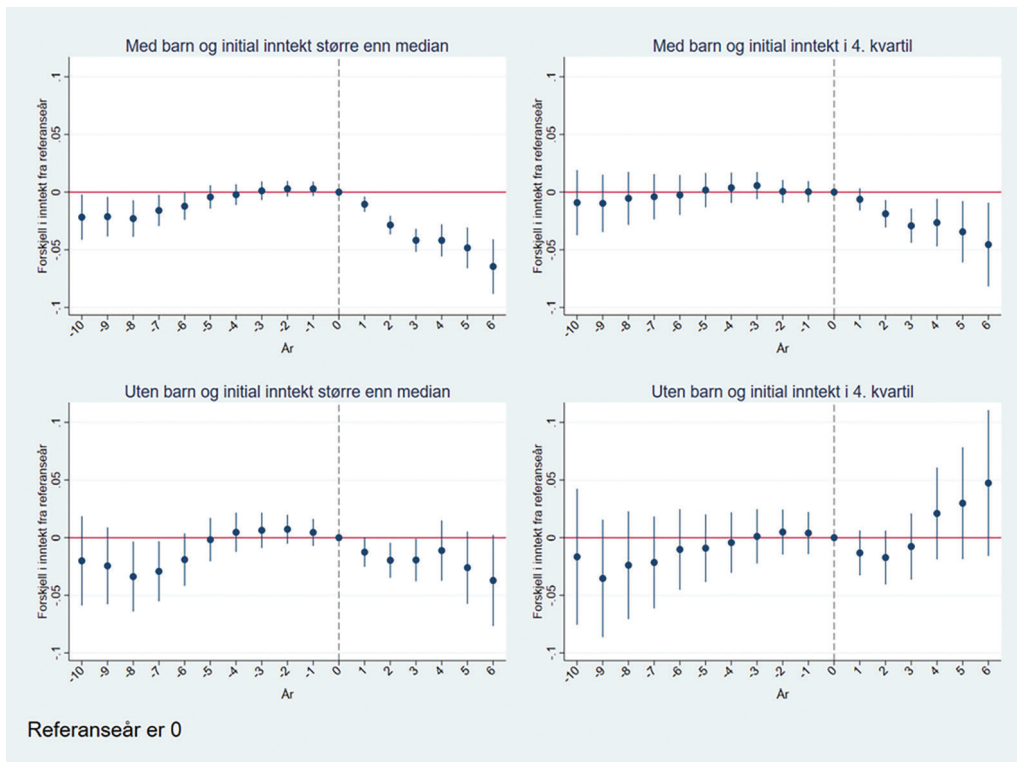 Med barn og initial inntekt større enn median
Forskjell i inntekt fra referanseår
.1
.05
0
-.05
-.1
-10 -9 -8 -7 -6 -5 -4 -3 -2 -1 0 1 2 3 4 5 6
År
Med barn og initial inntekt i 4. kvartil
Forskjell i inntekt fra referanseår
.1
.05
0
-.05
-.1
-10 -9 -8 -7 -6 -5 -4 -3 -2 -1 0 1 2 3 4 5 6
År
Uten barn og initial inntekt større enn median
Forskjell i inntekt fra referanseår
.1
.05
0
-.05
-.1
-10 -9 -8 -7 -6 -5 -4 -3 -2 -1 0 1 2 3 4 5 6
År
Uten barn og initial inntekt i 4. kvartil
Forskjell i inntekt fra referanseår
.1
.05
0
-.05
-.1
-10 -9 -8 -7 -6 -5 -4 -3 -2 -1 0 1 2 3 4 5 6
År
Referanseår er 0